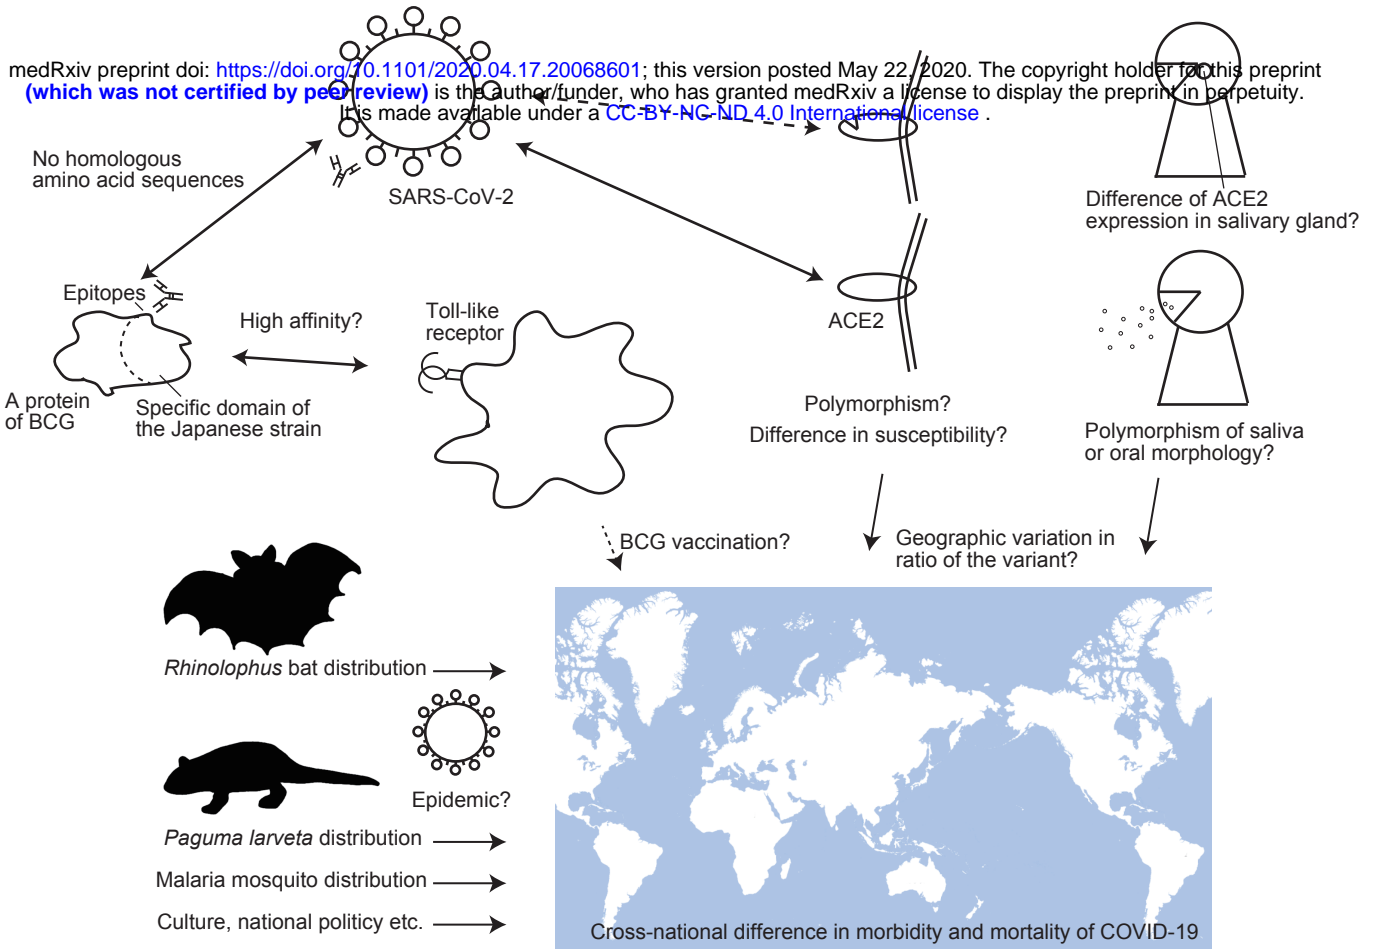 medRxiv preprint doi: https://doi.org/10.1101/2020.04.17.20068601; this version posted May 22, 2020. The copyright holder for this preprint
(which was not certified by peer review) is the author/funder, who has granted medRxiv a license to display the preprint in perpetuity.
It is made available under a CC-BY-NC-ND 4.0 International license .
No homologous
amino acid sequences
SARS-CoV-2
Difference of ACE2
expression in salivary gland?
Epitopes
High affinity?
Toll-like
receptor
ACE2
A protein
of BCG
Specific domain of
the Japanese strain
Polymorphism?
Difference in susceptibility?
Polymorphism of saliva
or oral morphology?
BCG vaccination?
Geographic variation in
ratio of the variant?
Rhinolophus bat distribution
Epidemic?
Paguma larveta distribution
Malaria mosquito distribution
Culture, national politicy etc.
Cross-national difference in morbidity and mortality of COVID-19